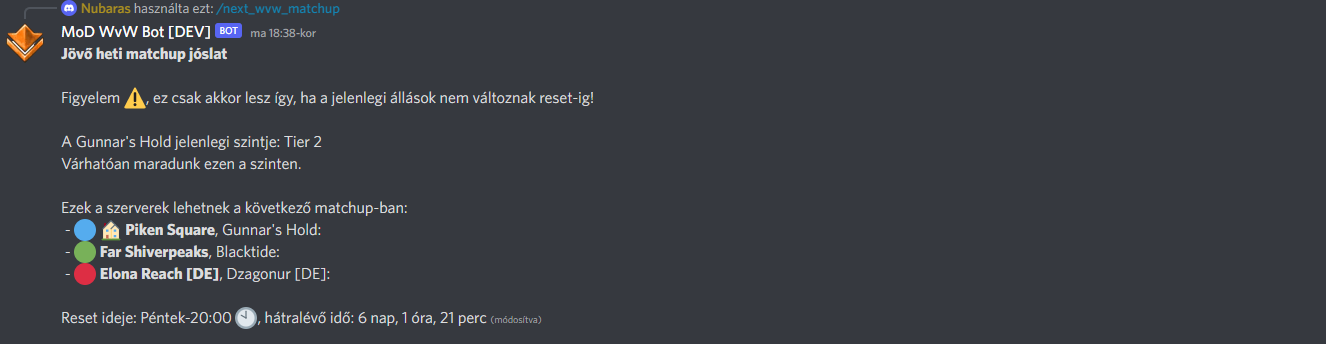 Nubaras használta ezt: /next_wvw_matchup
MoD WvW Bot [DEV] BOT ma 18:38-kor
Jövő heti matchup jóslat
Figyelem ⚠️, ez csak akkor lesz így, ha a jelenlegi állások nem változnak reset-ig!
A Gunnar's Hold jelenlegi szintje: Tier 2
Várhatóan maradunk ezen a szinten.
Ezek a szerverek lehetnek a következő matchup-ban:
- 🔵 🏠 Piken Square, Gunnar's Hold:
- 🟢 Far Shiverpeaks, Blacktide:
- 🔴 Elona Reach [DE], Dzagonur [DE]:
Reset ideje: Péntek-20:00 🕙, hátralévő idő: 6 nap, 1 óra, 21 perc (módosítva)